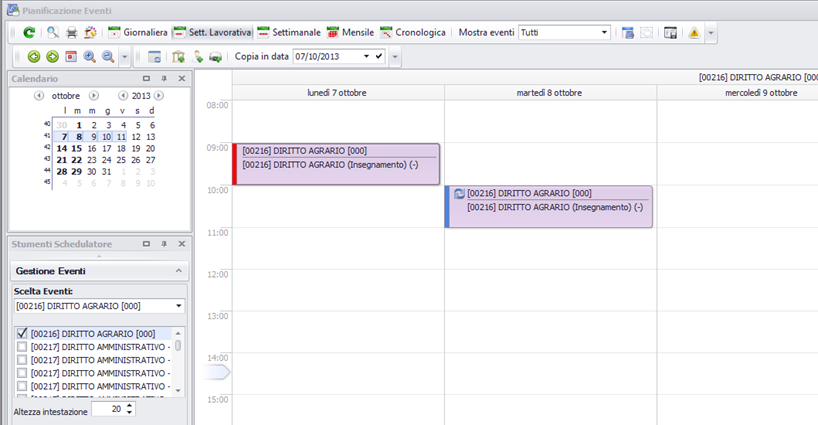 Pianificazione Eventi
Giornaliera Sett. Lavorativa Settimanale Mensile Cronologica Mostra eventi Tutti
Copia in data 07/10/2013
Calendario
ottobre 2013
l m m g v s d
40 30 1 2 3 4 5 6
41 7 8 9 10 11 12 13
42 14 15 16 17 18 19 20
43 21 22 23 24 25 26 27
44 28 29 30 31 1 2 3
45 4 5 6 7 8 9 10
Stumenti Schedulatore
Gestione Eventi
Scelta Eventi:
[00216] DIRITTO AGRARIO [000]
[00216] DIRITTO AGRARIO [000]
[00217] DIRITTO AMMINISTRATIVO -
[00217] DIRITTO AMMINISTRATIVO -
[00217] DIRITTO AMMINISTRATIVO -
[00217] DIRITTO AMMINISTRATIVO -
Altezza intestazione 20
[00216] DIRITTO AGRARIO [000
lunedì 7 ottobre martedì 8 ottobre mercoledì 9 ottobre
08:00
09:00
[00216] DIRITTO AGRARIO [000]
[00216] DIRITTO AGRARIO (Insegnamento) (-)
10:00
[00216] DIRITTO AGRARIO [000]
[00216] DIRITTO AGRARIO (Insegnamento) (-)
11:00
12:00
13:00
14:00
15:00